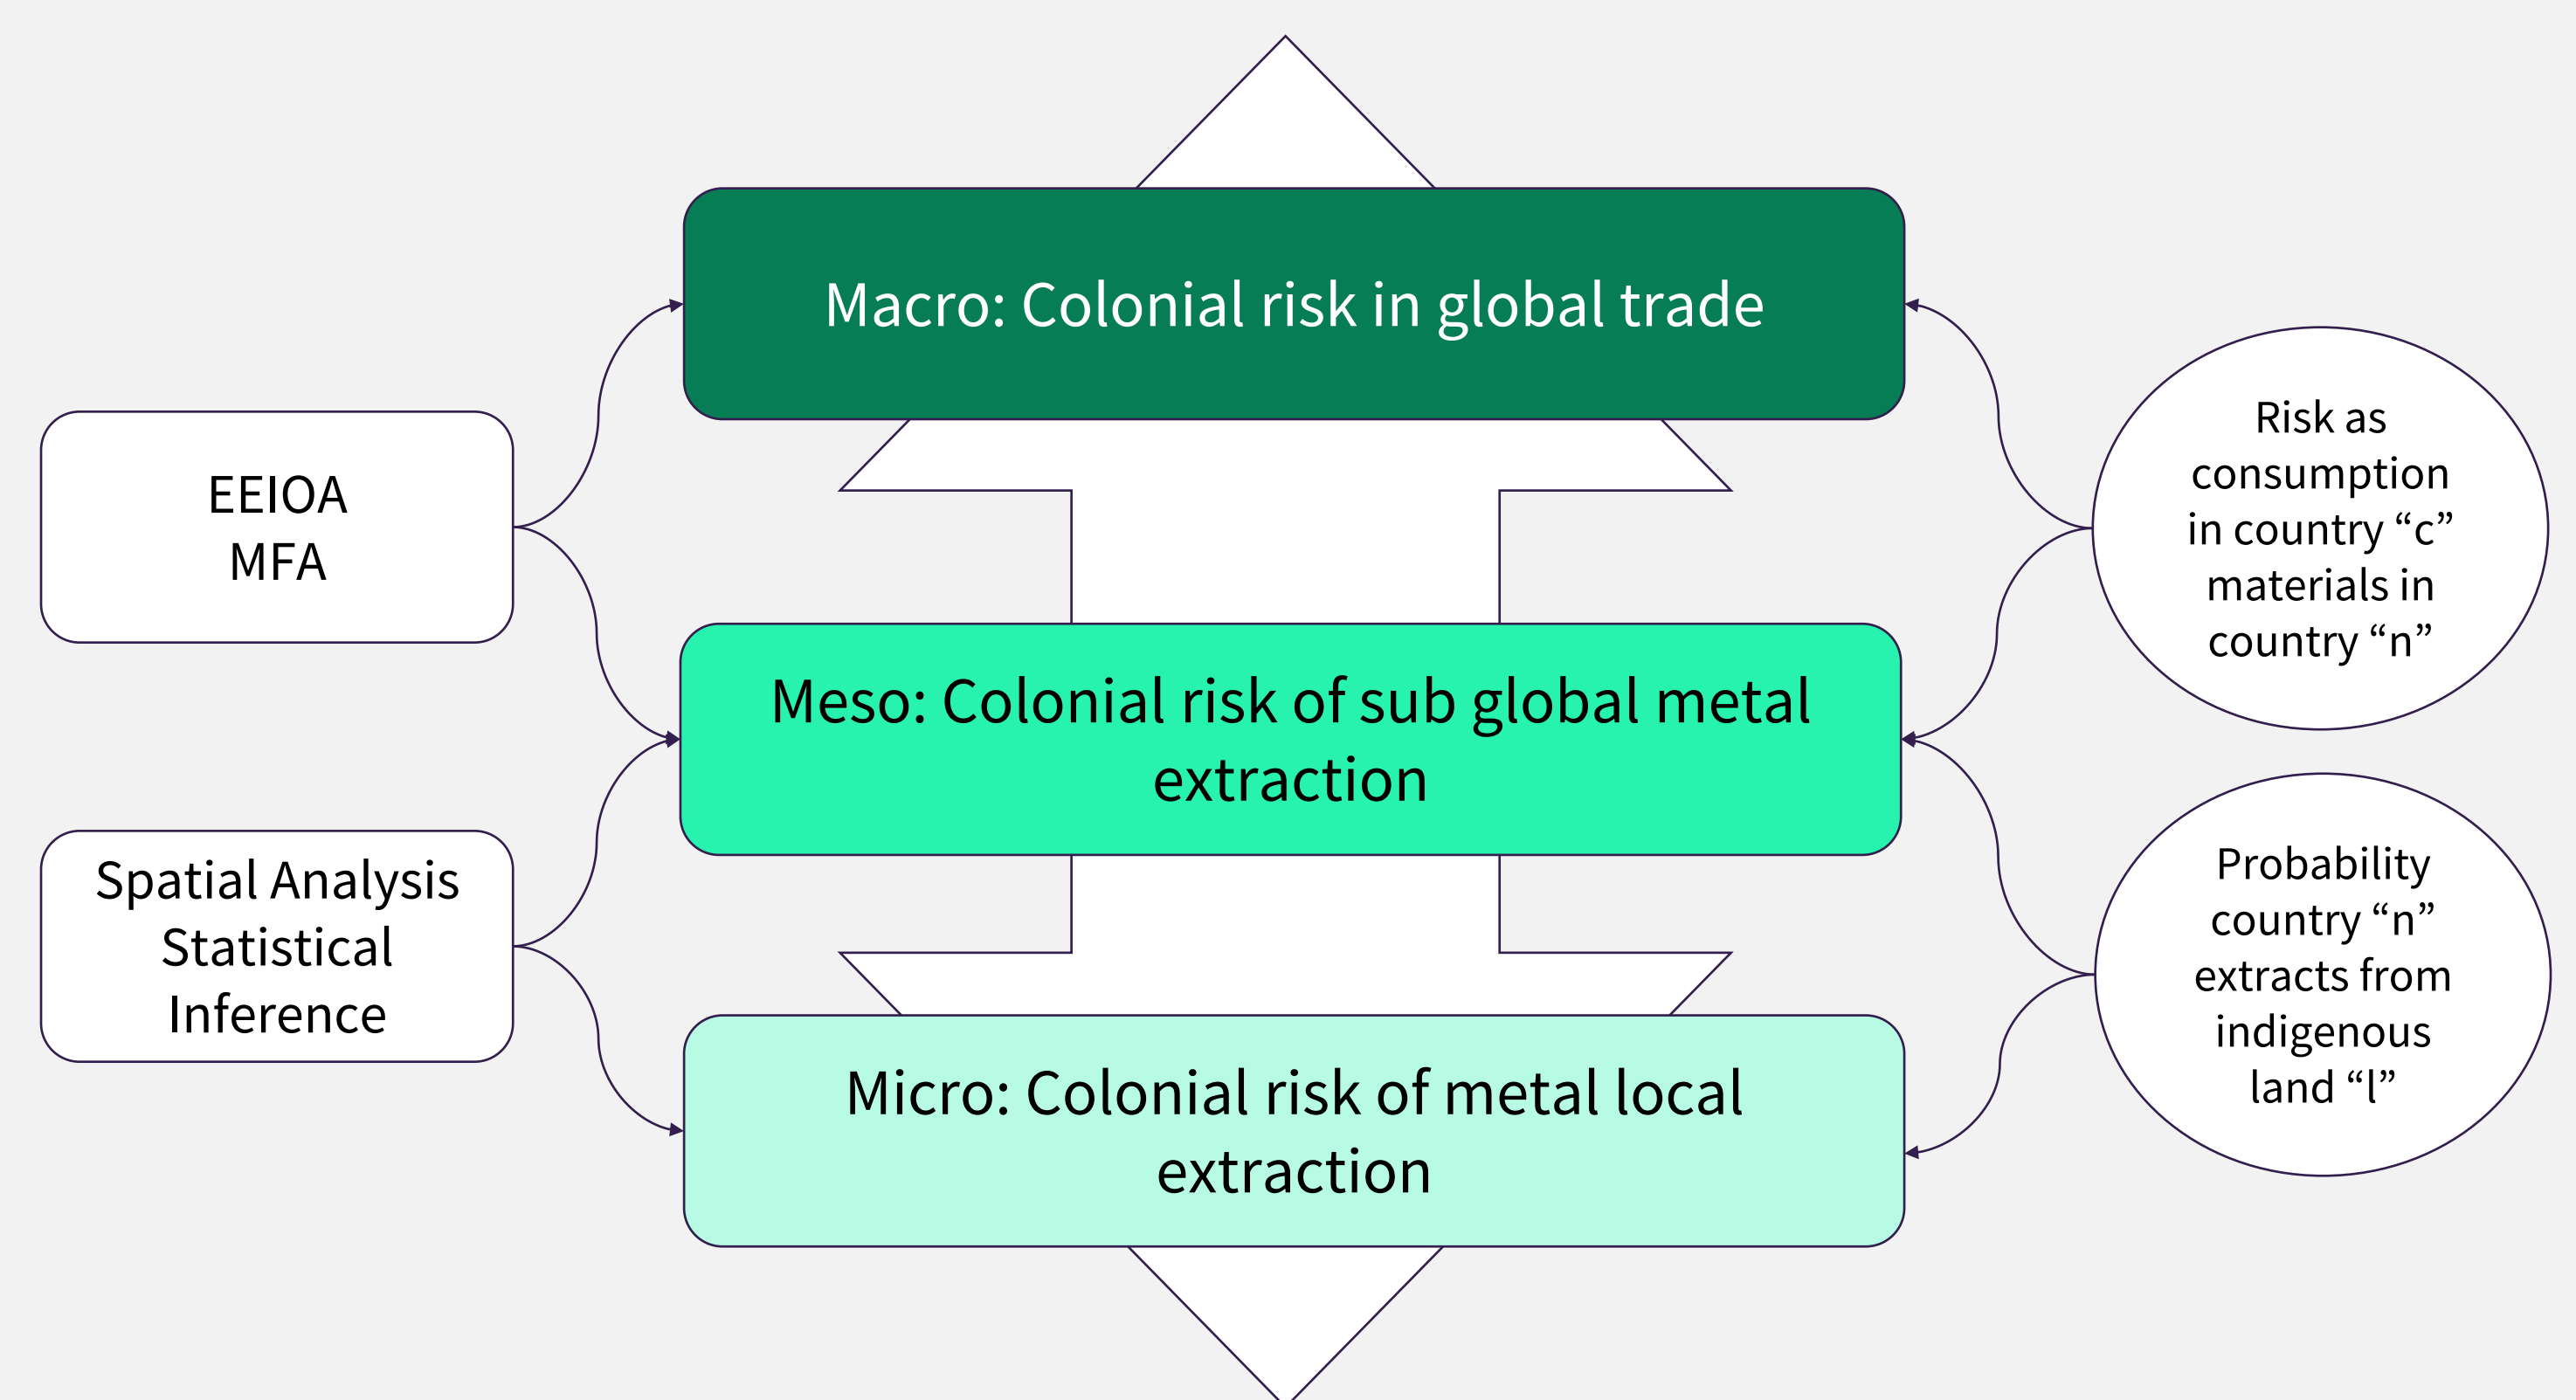 Macro: Colonial risk in global trade
EEIOA
MFA
Risk as
consumption
in country “c”
materials in
country “n”
Meso: Colonial risk of sub global metal
extraction
Spatial Analysis
Statistical
Inference
Probability
country “n”
extracts from
indigenous
land “l”
Micro: Colonial risk of metal local
extraction